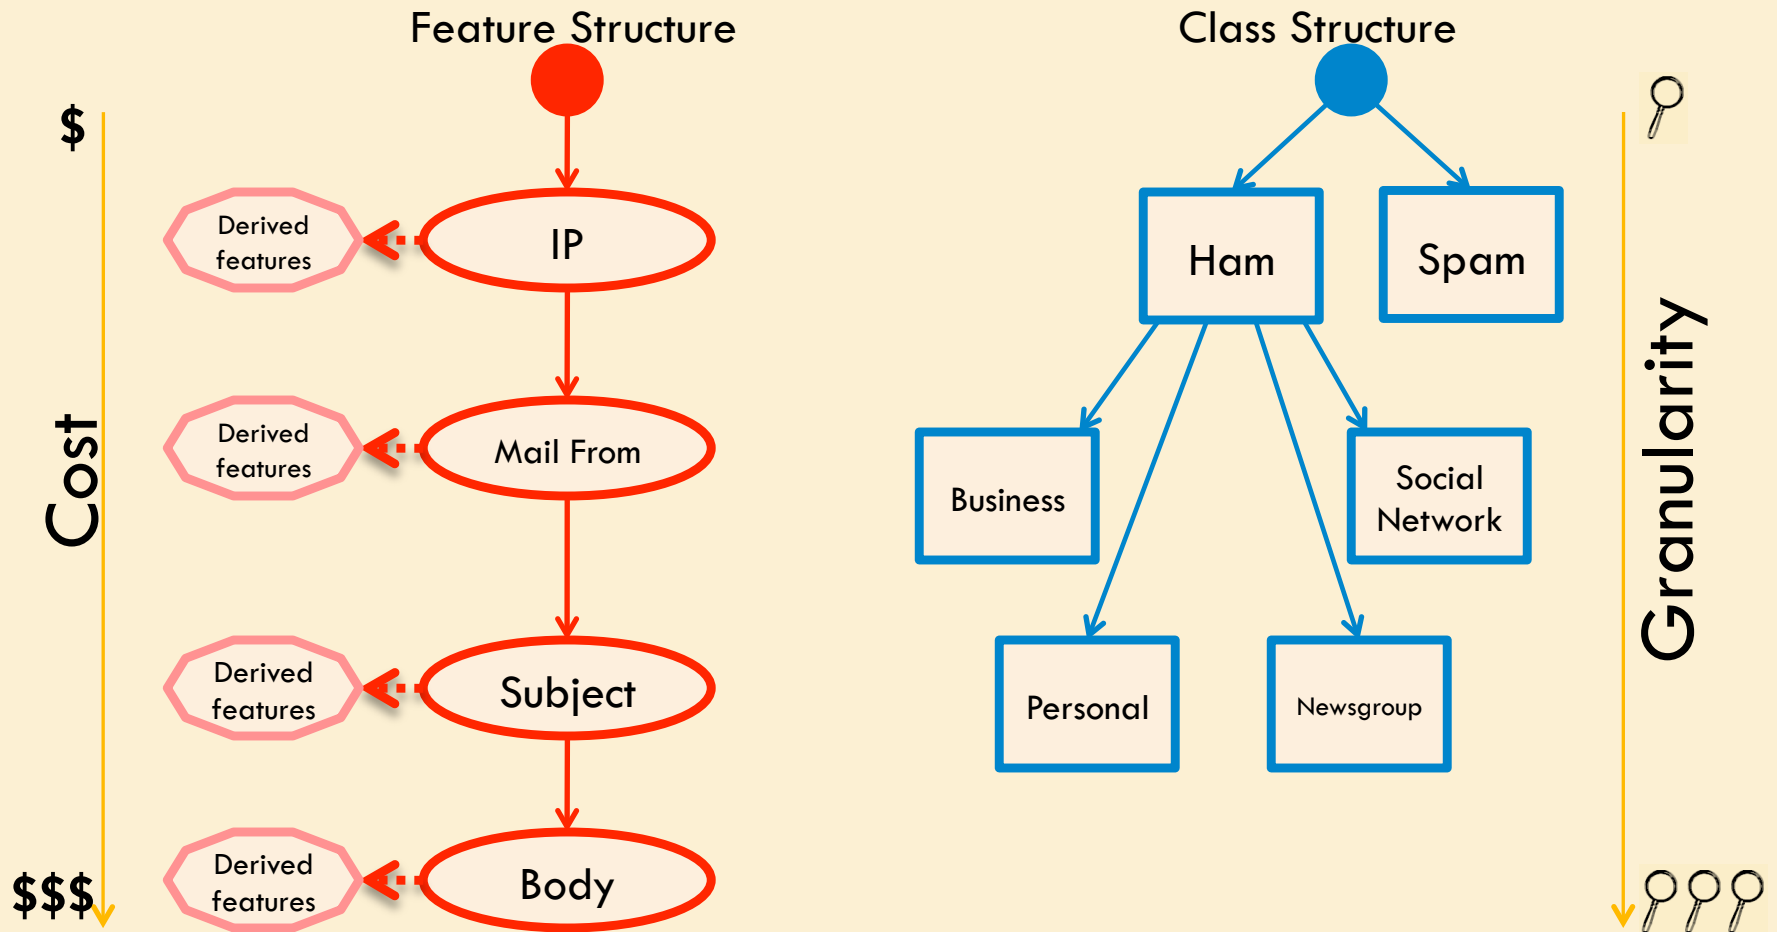 Feature Structure
Class Structure
$
Cost
$$$
Derived
features
IP
Derived
features
Mail From
Derived
features
Subject
Derived
features
Body
Ham
Spam
Business
Social
Network
Personal
Newsgroup
Granularity